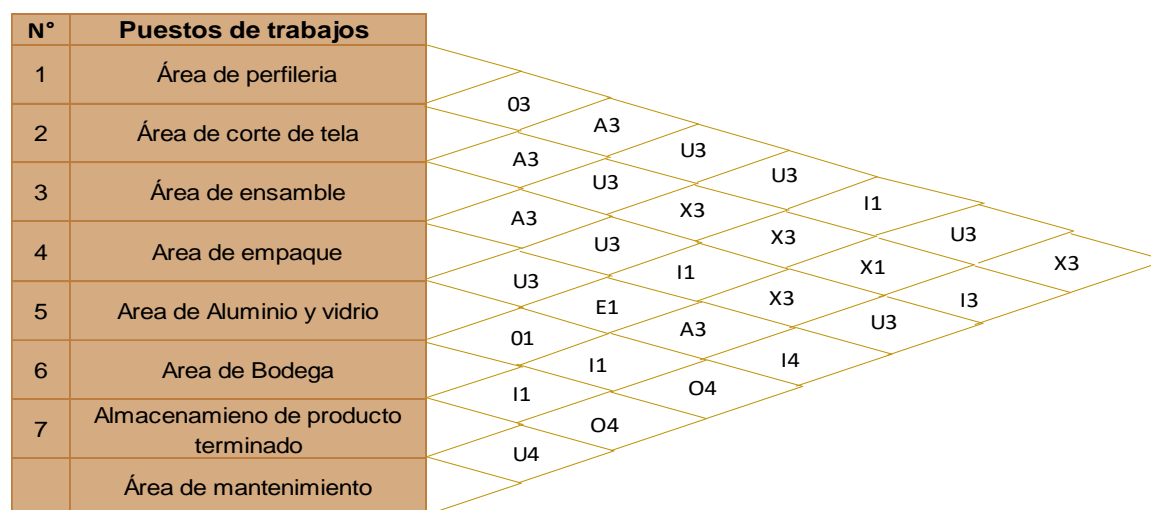 N° Puestos de trabajos
1 Área de perfileria
03
2 Área de corte de tela
A3
A3
U3
3 Área de ensamble
U3
U3
A3
X3
I1
4 Area de empaque
U3
X3
U3
U3
I1
X1
X3
5 Area de Aluminio y vidrio
E1
X3
I3
01
A3
U3
6 Area de Bodega
I1
I4
I1
O4
7 Almacenamieno de producto
terminado
O4
U4
Área de mantenimiento